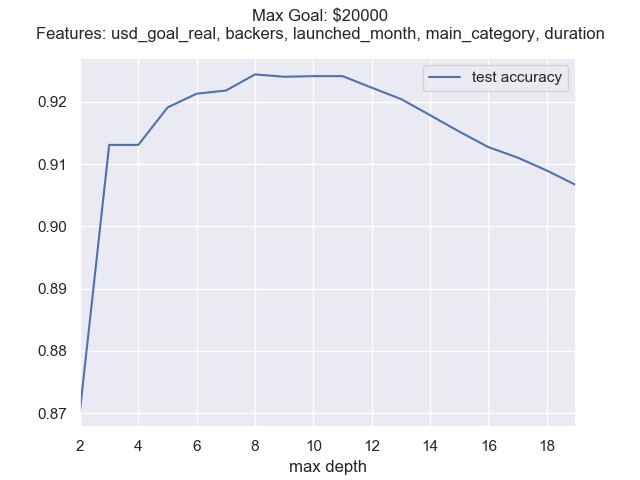 Max Goal: $20000
Features: usd_goal_real, backers, launched_month, main_category, duration
test accuracy
0.92
0.91
0.90
0.89
0.88
0.87
2 4 6 8 10 12 14 16 18
max depth